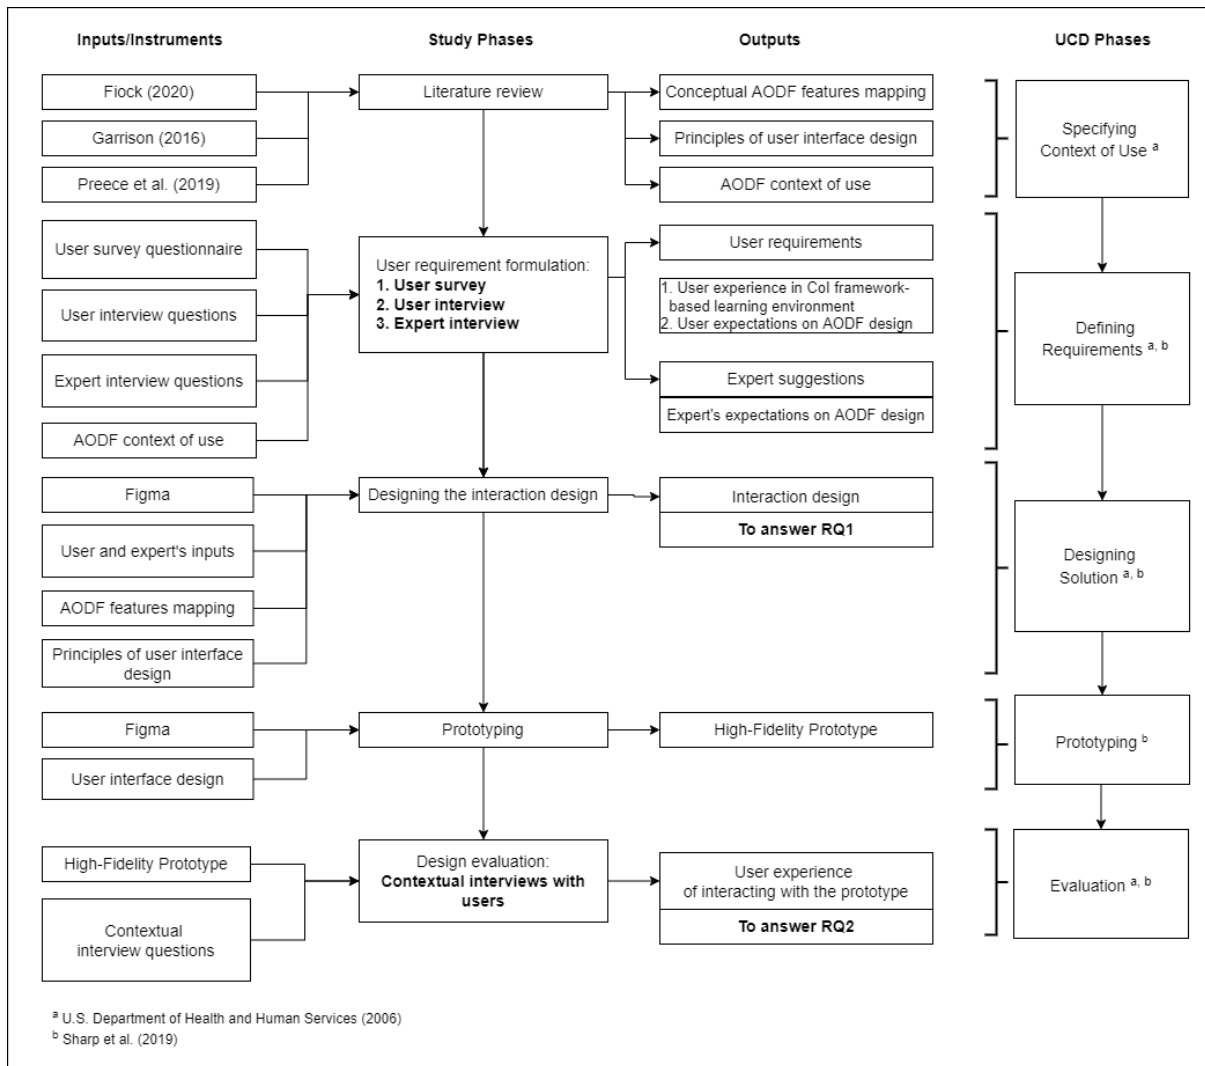 Inputs/Instruments
Study Phases
Outputs
UCD Phases
Fiock (2020)
Literature review
Conceptual AODF features mapping
Garrison (2016)
Principles of user interface design
Specifying
Context of Use a
Preece et al. (2019)
AODF context of use
User survey questionnaire
User requirement formulation:
1. User survey
2. User interview
3. Expert interview
User requirements
User interview questions
1. User experience in CoI framework-
based learning environment
2. User expectations on AODF design
Defining
Requirements a, b
Expert interview questions
Expert suggestions
Expert's expectations on AODF design
AODF context of use
Figma
Designing the interaction design
Interaction design
To answer RQ1
User and expert's inputs
Designing
Solution a, b
AODF features mapping
Principles of user interface
design
Figma
Prototyping
High-Fidelity Prototype
Prototyping b
User interface design
High-Fidelity Prototype
Design evaluation:
Contextual interviews with
users
User experience
of interacting with the prototype
To answer RQ2
Evaluation a, b
Contextual
interview questions
a U.S. Department of Health and Human Services (2006)
b Sharp et al. (2019)